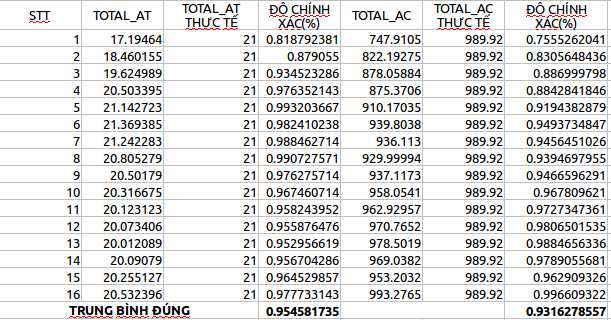 STT TOTAL_AT TOTAL_AT THỰC TẾ ĐỘ CHÍNH XÁC(%) TOTAL_AC TOTAL_AC THỰC TẾ ĐỘ CHÍNH XÁC(%)
1 17.19464 21 0.818792381 747.9105 989.92 0.7555262041
2 18.460155 21 0.879055 822.19275 989.92 0.8305648436
3 19.624989 21 0.934523286 878.05884 989.92 0.886999798
4 20.503395 21 0.976352143 875.3706 989.92 0.8842841846
5 21.142723 21 0.993203667 910.17035 989.92 0.9194382879
6 21.369385 21 0.982410238 939.8038 989.92 0.9493734847
7 21.242283 21 0.988462714 936.113 989.92 0.9456451026
8 20.805279 21 0.990727571 929.99994 989.92 0.9394697955
9 20.50179 21 0.976275714 937.1173 989.92 0.9466596291
10 20.316675 21 0.967460714 958.0541 989.92 0.967809621
11 20.123123 21 0.958243952 962.92957 989.92 0.9727347361
12 20.073406 21 0.955876476 970.7652 989.92 0.9806501535
13 20.012089 21 0.952956619 978.5019 989.92 0.9884656336
14 20.09079 21 0.956704286 969.0382 989.92 0.9789055681
15 20.255127 21 0.964529857 953.2032 989.92 0.962909326
16 20.532396 21 0.977733143 993.2765 989.92 0.996609322
TRUNG BÌNH ĐÚNG 0.954581735 0.9316278557